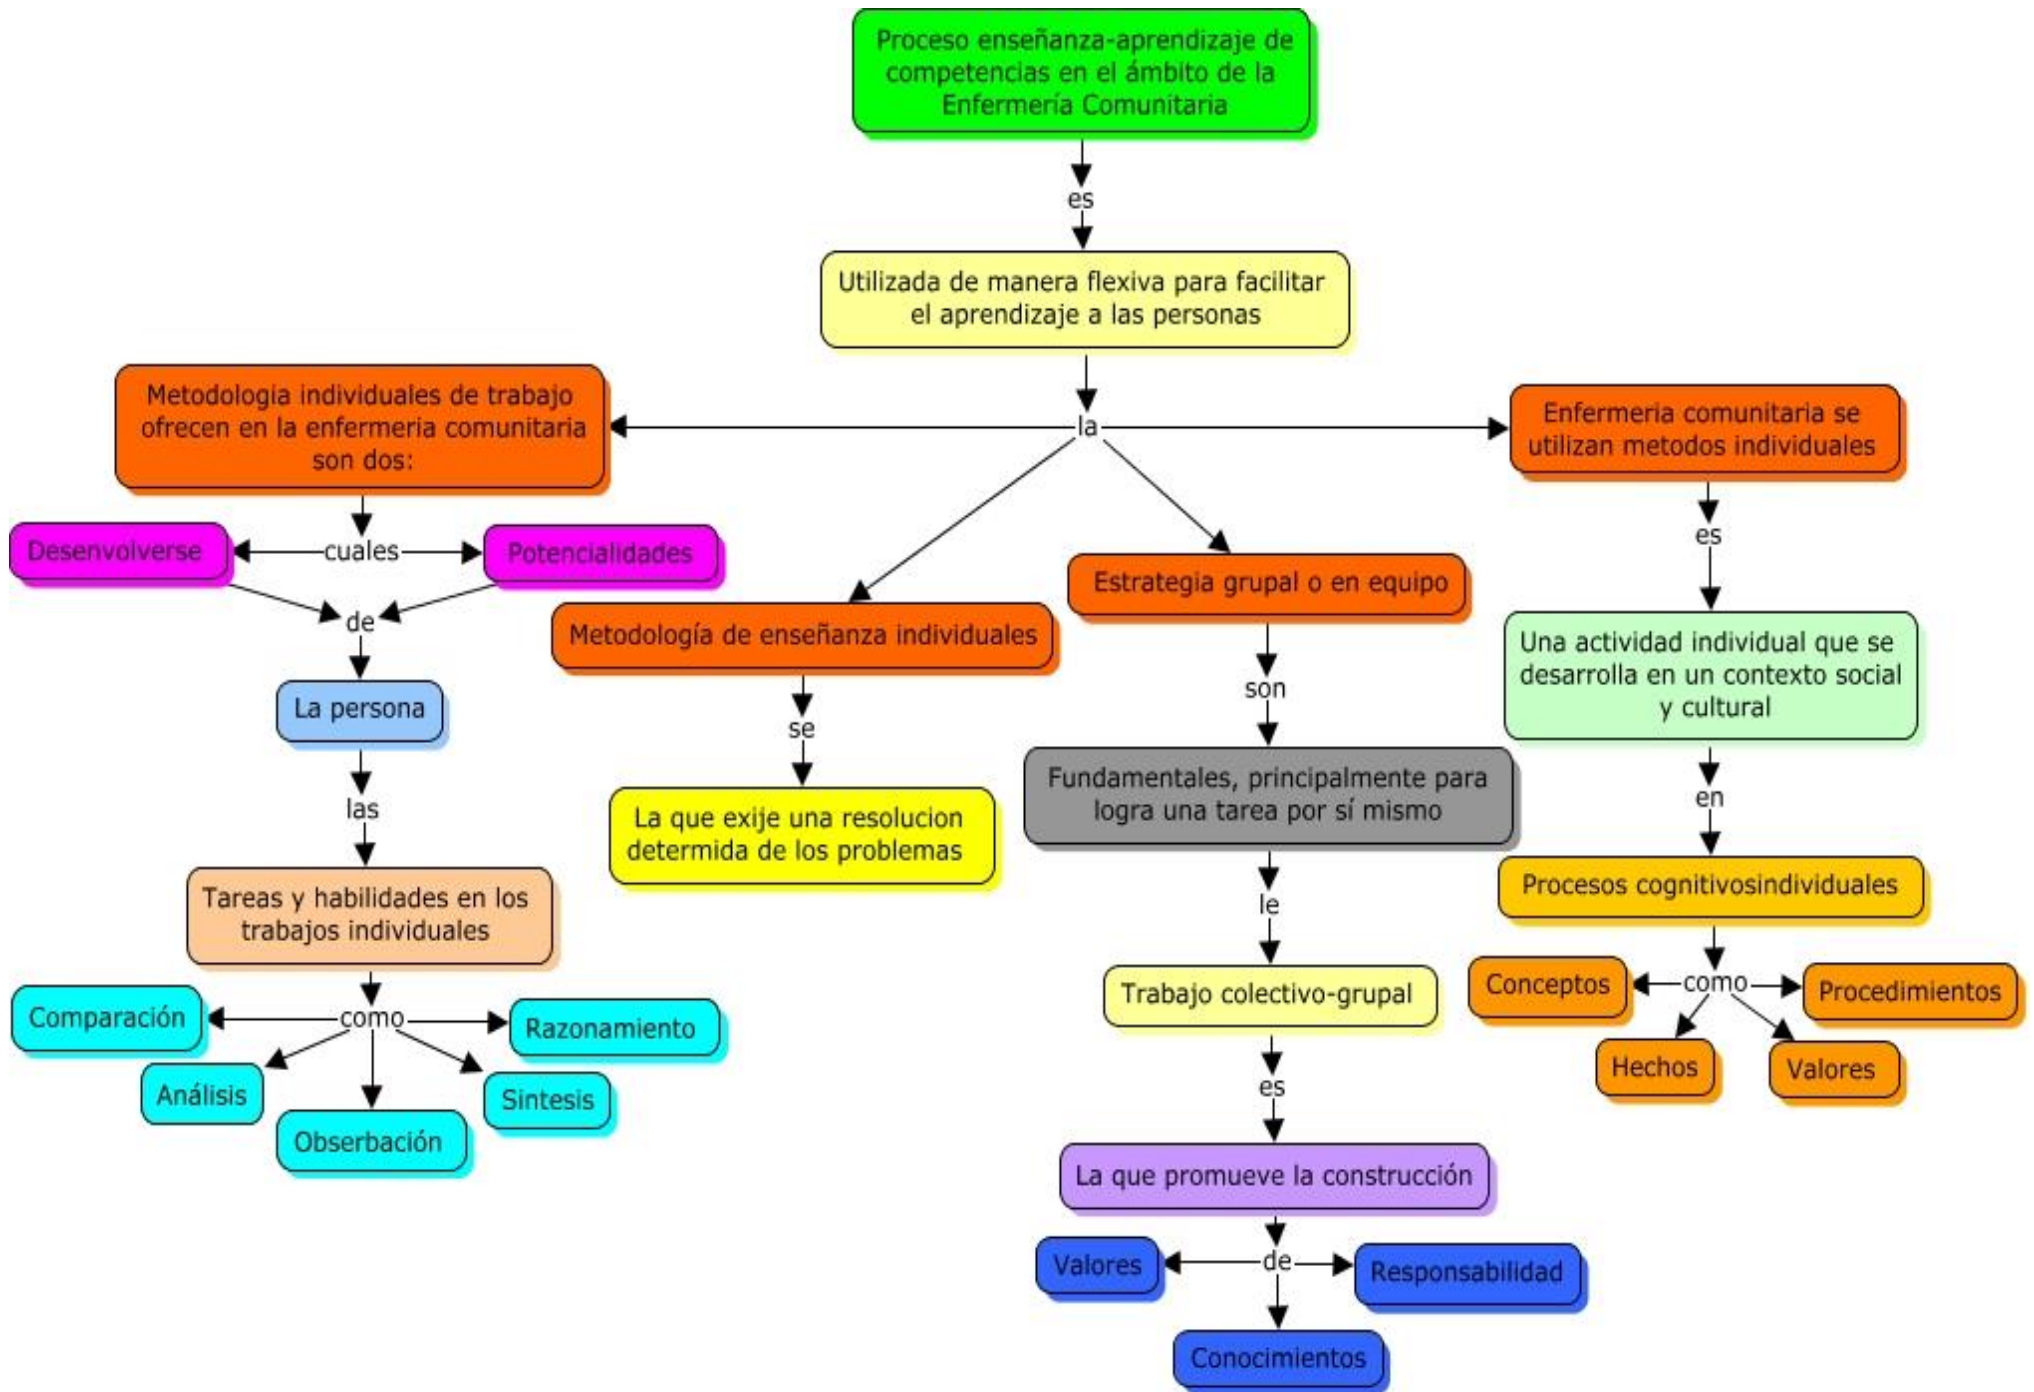 Proceso enseñanza-aprendizaje de
competencias en el ámbito de la
Enfermería Comunitaria
es
Utilizada de manera flexiva para facilitar
el aprendizaje a las personas
la
Metodologia individuales de trabajo
ofrecen en la enfermeria comunitaria
son dos:
cuales
Desenvolverse
Potencialidades
de
La persona
las
Tareas y habilidades en los
trabajos individuales
como
Comparación
Análisis
Obserbación
Sintesis
Razonamiento
Metodología de enseñanza individuales
se
La que exije una resolucion
determida de los problemas
Estrategia grupal o en equipo
son
Fundamentales, principalmente para
logra una tarea por sí mismo
le
Trabajo colectivo-grupal
es
La que promueve la construcción
de
Valores
Conocimientos
Responsabilidad
Enfermeria comunitaria se
utilizan metodos individuales
es
Una actividad individual que se
desarrolla en un contexto social
y cultural
en
Procesos cognitivosindividuales
como
Conceptos
Hechos
Valores
Procedimientos